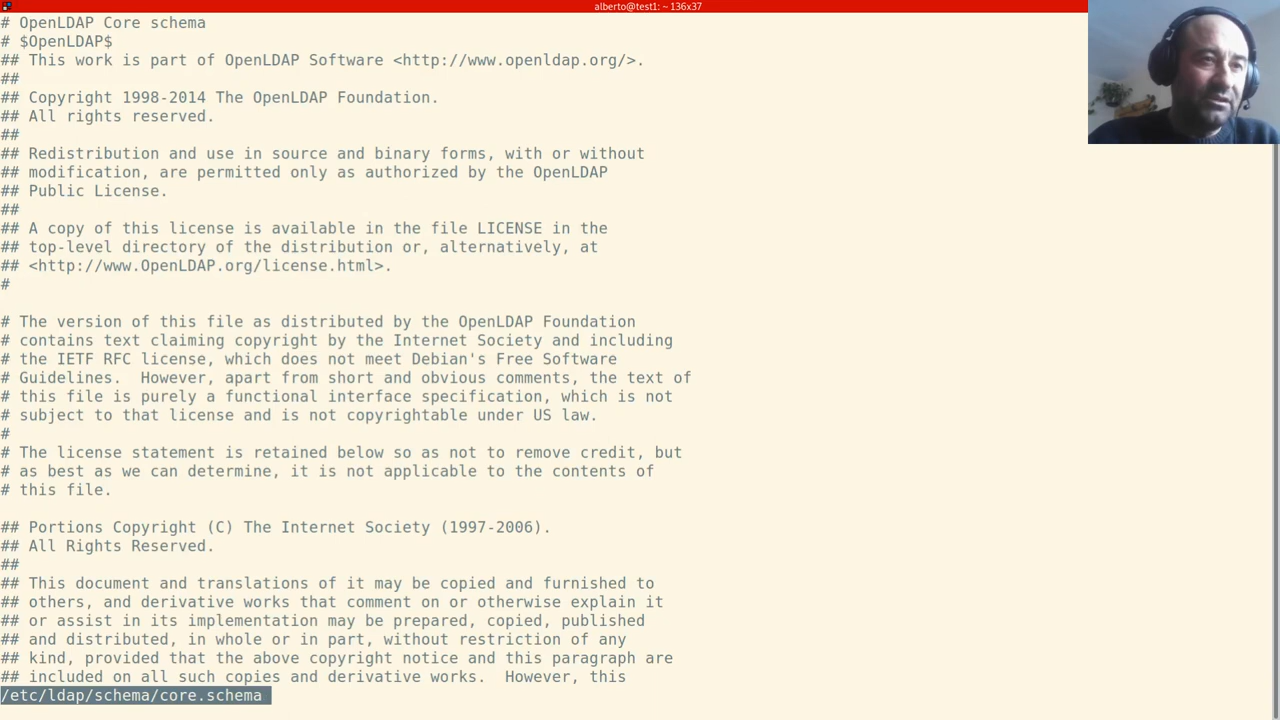 alberto@test1: ~ 136x37
# OpenLDAP Core schema
# $OpenLDAP$
## This work is part of OpenLDAP Software <http://www.openldap.org/>.
##
## Copyright 1998-2014 The OpenLDAP Foundation.
## All rights reserved.
##
## Redistribution and use in source and binary forms, with or without
## modification, are permitted only as authorized by the OpenLDAP
## Public License.
##
## A copy of this license is available in the file LICENSE in the
## top-level directory of the distribution or, alternatively, at
## <http://www.OpenLDAP.org/license.html>.
#
# The version of this file as distributed by the OpenLDAP Foundation
# contains text claiming copyright by the Internet Society and including
# the IETF RFC license, which does not meet Debian's Free Software
# Guidelines.  However, apart from short and obvious comments, the text of
# this file is purely a functional interface specification, which is not
# subject to that license and is not copyrightable under US law.
#
# The license statement is retained below so as not to remove credit, but
# as best as we can determine, it is not applicable to the contents of
# this file.
## Portions Copyright (C) The Internet Society (1997-2006).
## All Rights Reserved.
##
## This document and translations of it may be copied and furnished to
## others, and derivative works that comment on or otherwise explain it
## or assist in its implementation may be prepared, copied, published
## and distributed, in whole or in part, without restriction of any
## kind, provided that the above copyright notice and this paragraph are
## included on all such copies and derivative works.  However, this
/etc/ldap/schema/core.schema